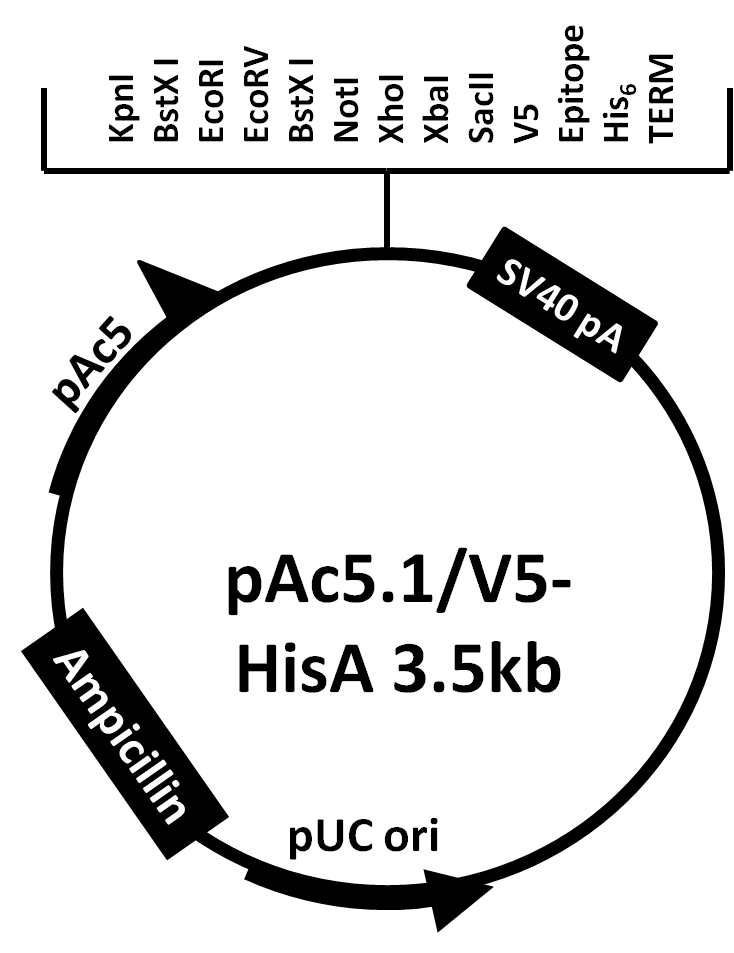 KpnI
BstX I
EcoRI
EcoRV
BstX I
NotI
XhoI
XbaI
SacII
V5
Epitope
His₆
TERM
SV40 pA
pAc5
pAc5.1/V5-
HisA 3.5kb
Ampicillin
pUC ori